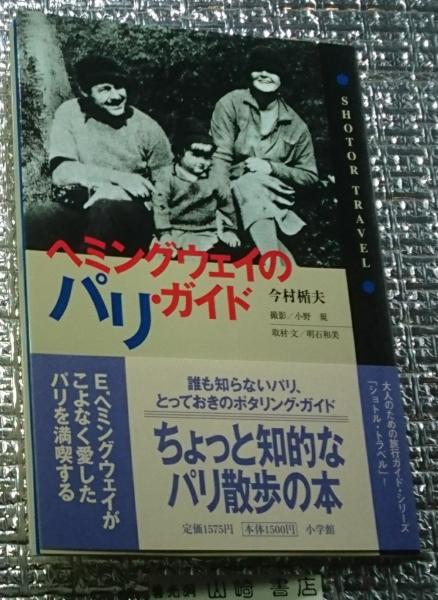 SHOTOR TRAVEL
ヘミングウェイの
パリ・ガイド
今村楯夫
撮影／小野 規
取材・文／明石和美
誰も知らないパリ、
とっておきのポタリング・ガイド
ちょっと知的な
パリ散歩の本
定価1575円 本体1500円 小学館
E.ヘミングウェイが
こよなく愛した
パリを満喫する
大人のための旅行ガイド・シリーズ
「ショトル・トラベル」!
山崎書店